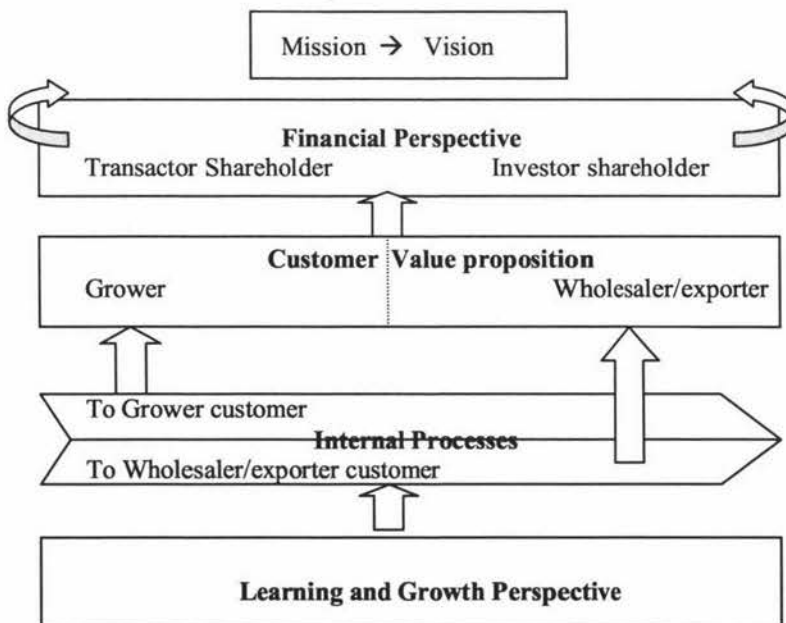 Mission → Vision
Financial Perspective
Transactor Shareholder Investor shareholder
Customer Value proposition
Grower Wholesaler/exporter
To Grower customer
Internal Processes
To Wholesaler/exporter customer
Learning and Growth Perspective